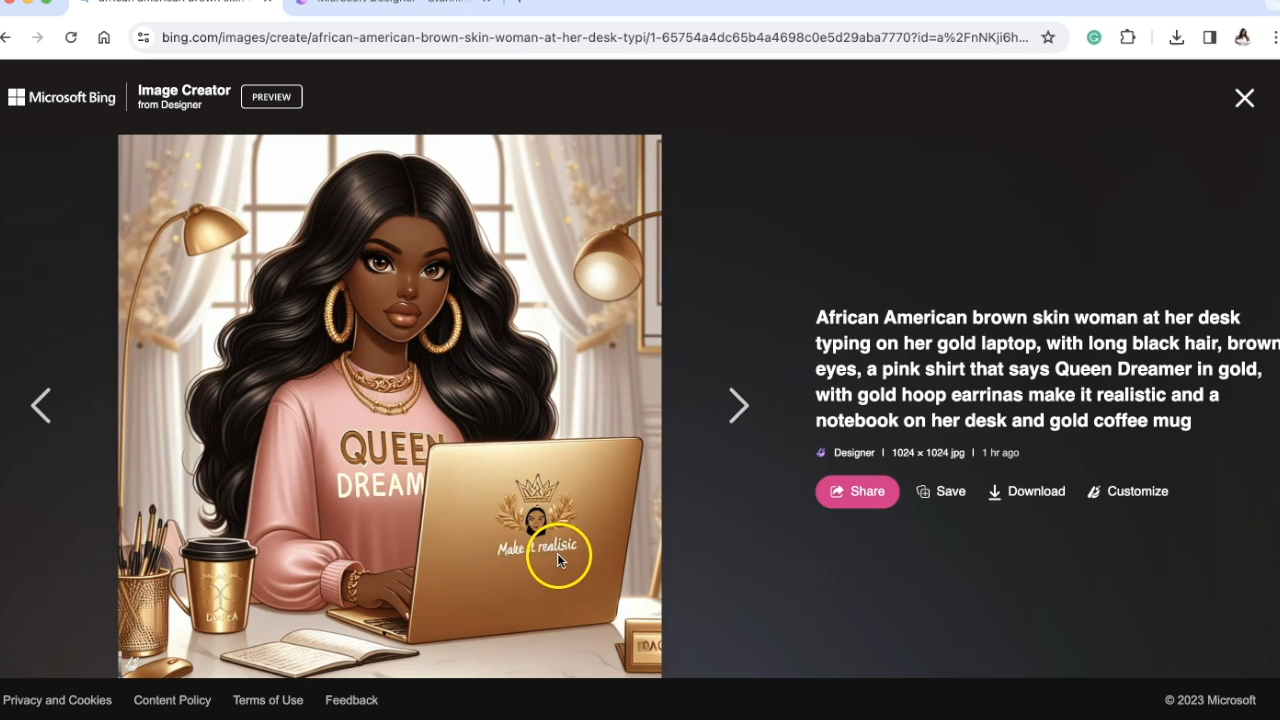 Microsoft Designer - Stunni...
bing.com/images/create/african-american-brown-skin-woman-at-her-desk-typi/1-65754a4dc65b4a4698c0e5d29aba7770?id=a%2FnNKji6h...
Microsoft Bing
Image Creator
from Designer
PREVIEW
QUEEN
DREAM
Make it realisic
African American brown skin woman at her desk
typing on her gold laptop, with long black hair, brown
eyes, a pink shirt that says Queen Dreamer in gold,
with gold hoop earrinas make it realistic and a
notebook on her desk and gold coffee mug
Designer | 1024 × 1024 jpg | 1 hr ago
Share
Save
Download
Customize
Privacy and Cookies
Content Policy
Terms of Use
Feedback
© 2023 Microsoft